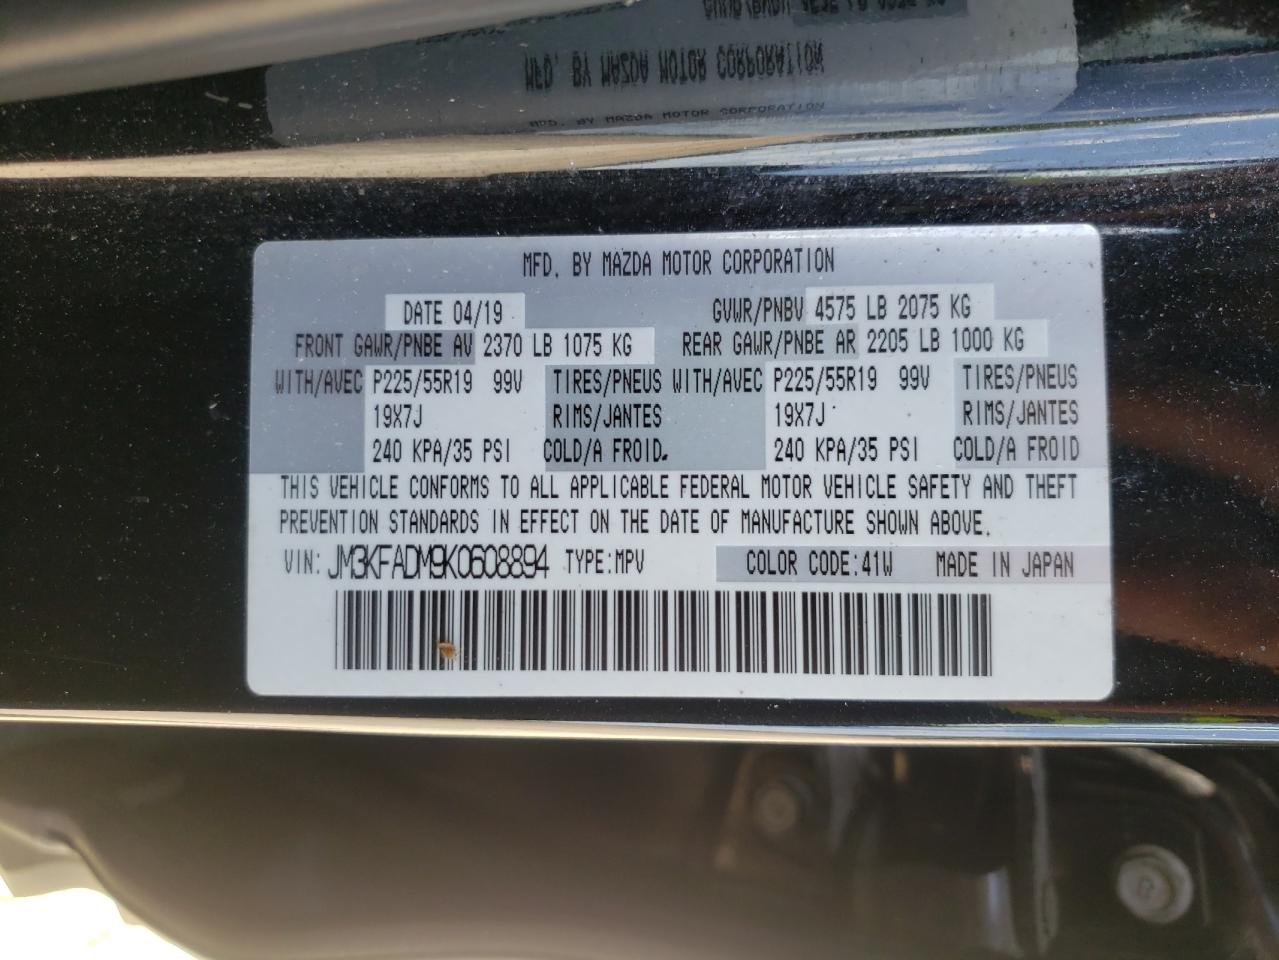 MFD. BY MAZDA MOTOR CORPORATION
MFD. BY MAZDA MOTOR CORPORATION
MFD. BY MAZDA MOTOR CORPORATION
DATE 04/19 GVWR/PNBV 4575 LB 2075 KG
FRONT GAWR/PNBE AV 2370 LB 1075 KG REAR GAWR/PNBE AR 2205 LB 1000 KG
WITH/AVEC P225/55R19 99V TIRES/PNEUS WITH/AVEC P225/55R19 99V TIRES/PNEUS
19X7J RIMS/JANTES 19X7J RIMS/JANTES
240 KPA/35 PSI COLD/A FROID. 240 KPA/35 PSI COLD/A FROID
THIS VEHICLE CONFORMS TO ALL APPLICABLE FEDERAL MOTOR VEHICLE SAFETY AND THEFT
PREVENTION STANDARDS IN EFFECT ON THE DATE OF MANUFACTURE SHOWN ABOVE.
VIN: JM3KFADM9K0608894 TYPE:MPV COLOR CODE:41W MADE IN JAPAN